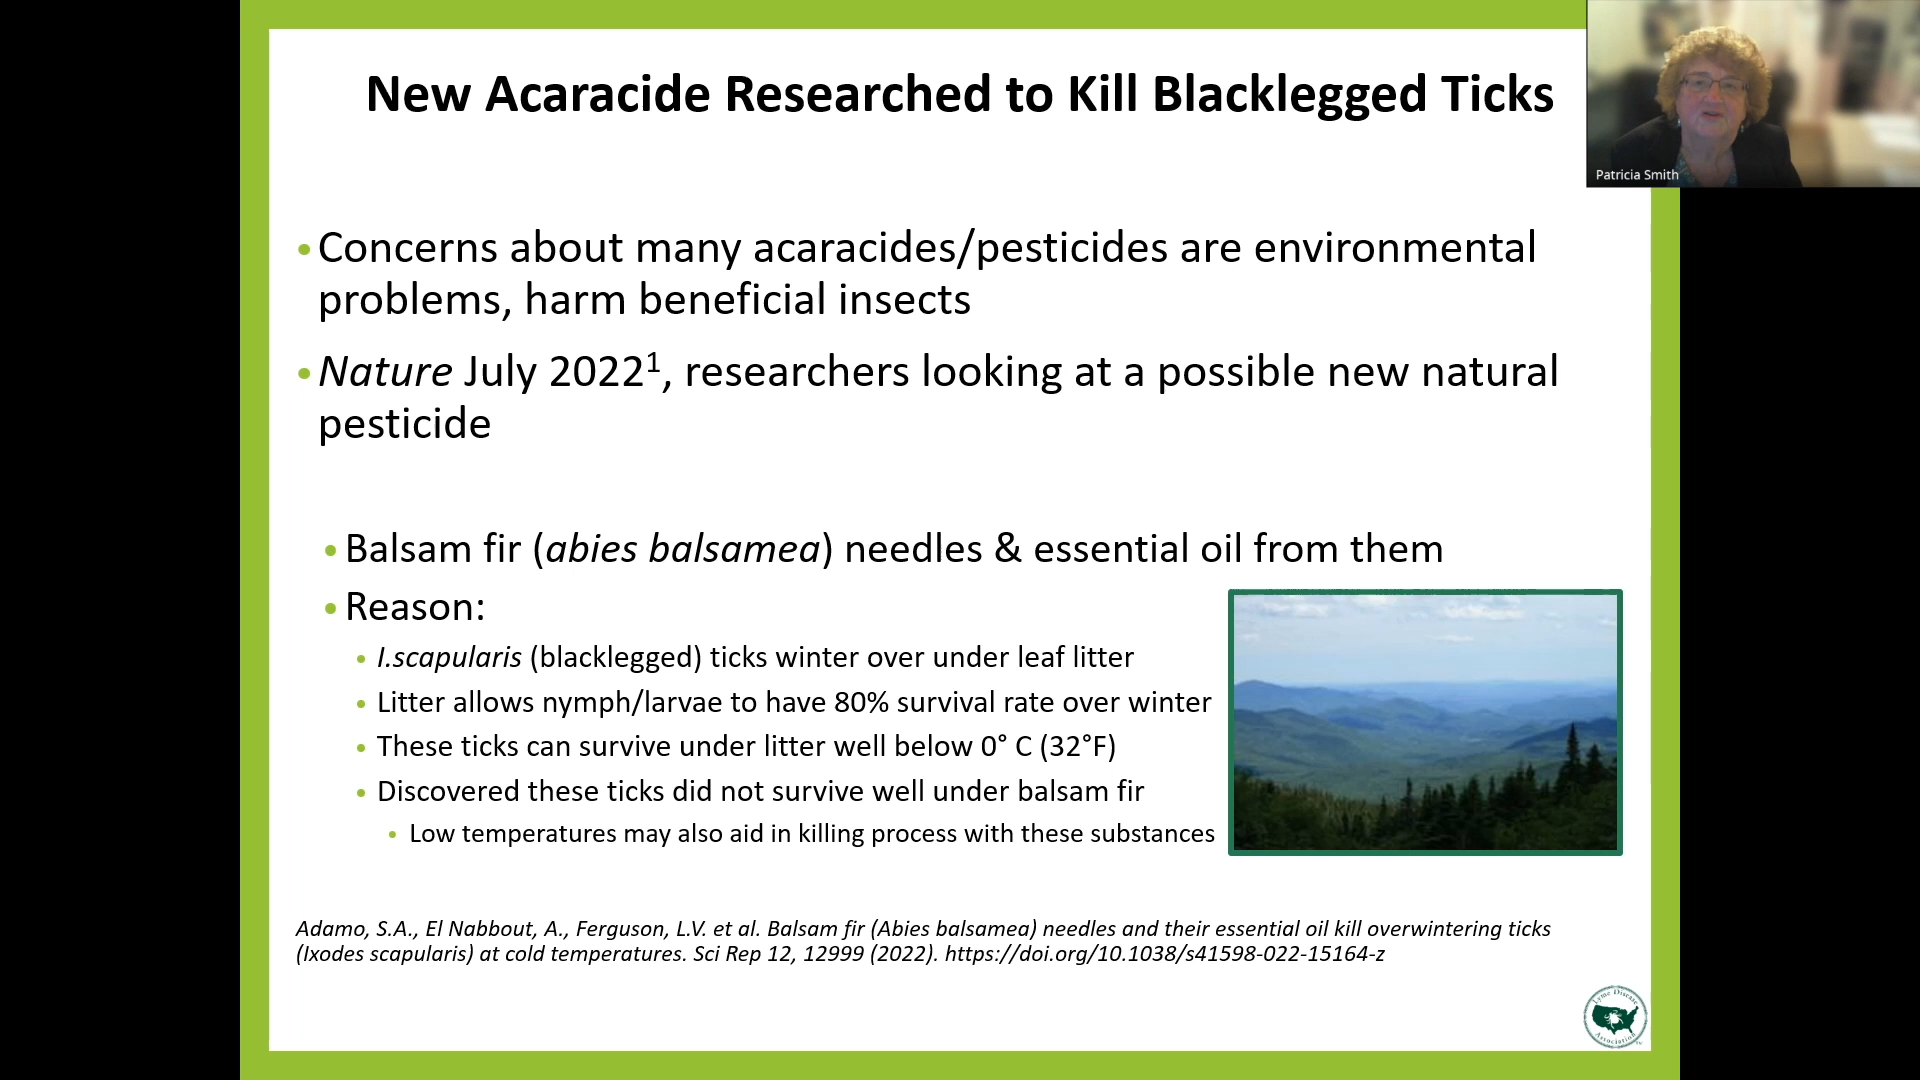 New Acaracide Researched to Kill Blacklegged Ticks
Patricia Smith
• Concerns about many acaracides/pesticides are environmental
problems, harm beneficial insects
• Nature July 2022¹, researchers looking at a possible new natural
pesticide
• Balsam fir (abies balsamea) needles & essential oil from them
• Reason:
• I.scapularis (blacklegged) ticks winter over under leaf litter
• Litter allows nymph/larvae to have 80% survival rate over winter
• These ticks can survive under litter well below 0° C (32°F)
• Discovered these ticks did not survive well under balsam fir
• Low temperatures may also aid in killing process with these substances
Adamo, S.A., El Nabbout, A., Ferguson, L.V. et al. Balsam fir (Abies balsamea) needles and their essential oil kill overwintering ticks
(Ixodes scapularis) at cold temperatures. Sci Rep 12, 12999 (2022). https://doi.org/10.1038/s41598-022-15164-z
Lyme Disease
Association